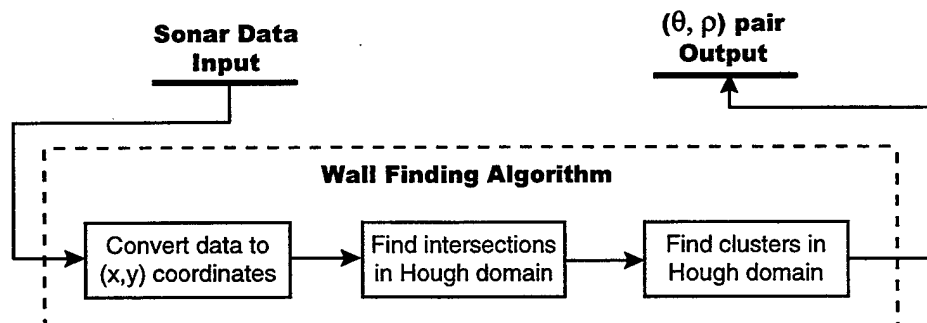 Sonar Data
Input
(θ, ρ) pair
Output
Wall Finding Algorithm
Convert data to
(x,y) coordinates
Find intersections
in Hough domain
Find clusters in
Hough domain